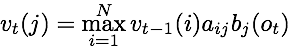 $v_t(j) = \max_{i=1}^{N} v_{t-1}(i) a_{ij} b_j(o_t)$